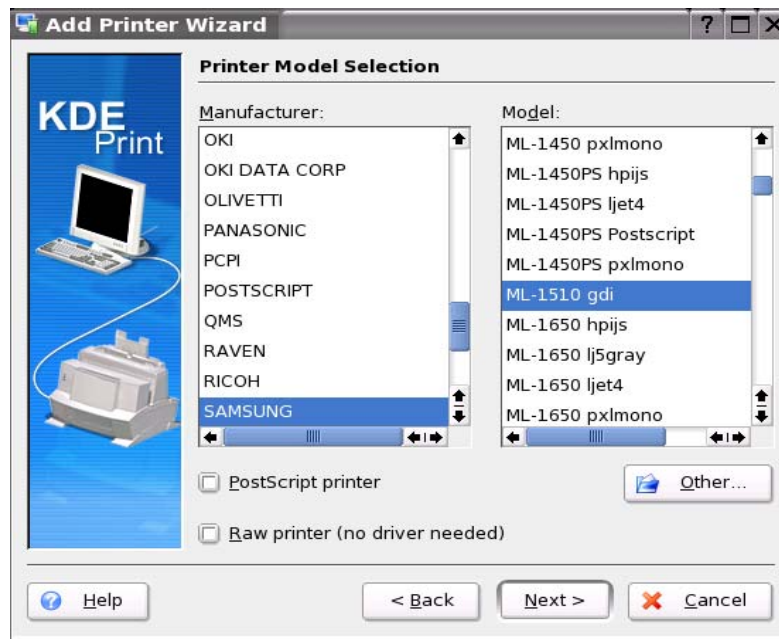 Add Printer Wizard
?
Printer Model Selection
KDE
Print
Manufacturer:
OKI
OKI DATA CORP
OLIVETTI
PANASONIC
PCPI
POSTSCRIPT
QMS
RAVEN
RICOH
SAMSUNG
Model:
ML-1450 pxlmono
ML-1450PS hpijs
ML-1450PS ljet4
ML-1450PS Postscript
ML-1450PS pxlmono
ML-1510 gdi
ML-1650 hpijs
ML-1650 lj5gray
ML-1650 ljet4
ML-1650 pxlmono
PostScript printer
Other...
Raw printer (no driver needed)
? Help
< Back
Next >
Cancel